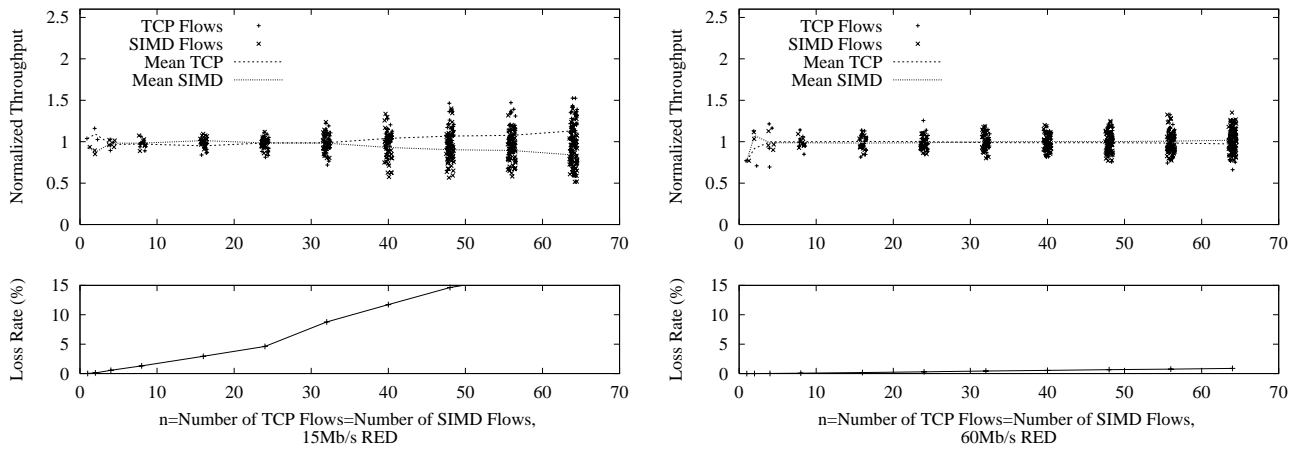 Normalized Throughput
2.5
2
1.5
1
0.5
0
TCP Flows
SIMD Flows
Mean TCP
Mean SIMD
0 10 20 30 40 50 60 70
Loss Rate (%)
15
10
5
0
0 10 20 30 40 50 60 70
n=Number of TCP Flows=Number of SIMD Flows,
15Mb/s RED
Normalized Throughput
2.5
2
1.5
1
0.5
0
TCP Flows
SIMD Flows
Mean TCP
Mean SIMD
0 10 20 30 40 50 60 70
Loss Rate (%)
15
10
5
0
0 10 20 30 40 50 60 70
n=Number of TCP Flows=Number of SIMD Flows,
60Mb/s RED